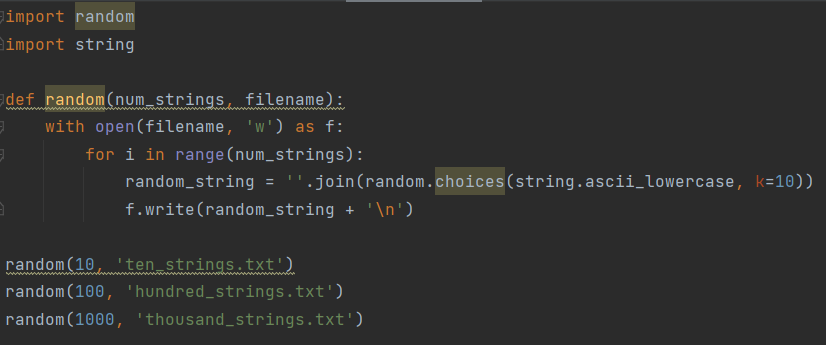 import random
import string
def random(num_strings, filename):
    with open(filename, 'w') as f:
        for i in range(num_strings):
            random_string = ''.join(random.choices(string.ascii_lowercase, k=10))
            f.write(random_string + '\n')
random(10, 'ten_strings.txt')
random(100, 'hundred_strings.txt')
random(1000, 'thousand_strings.txt')